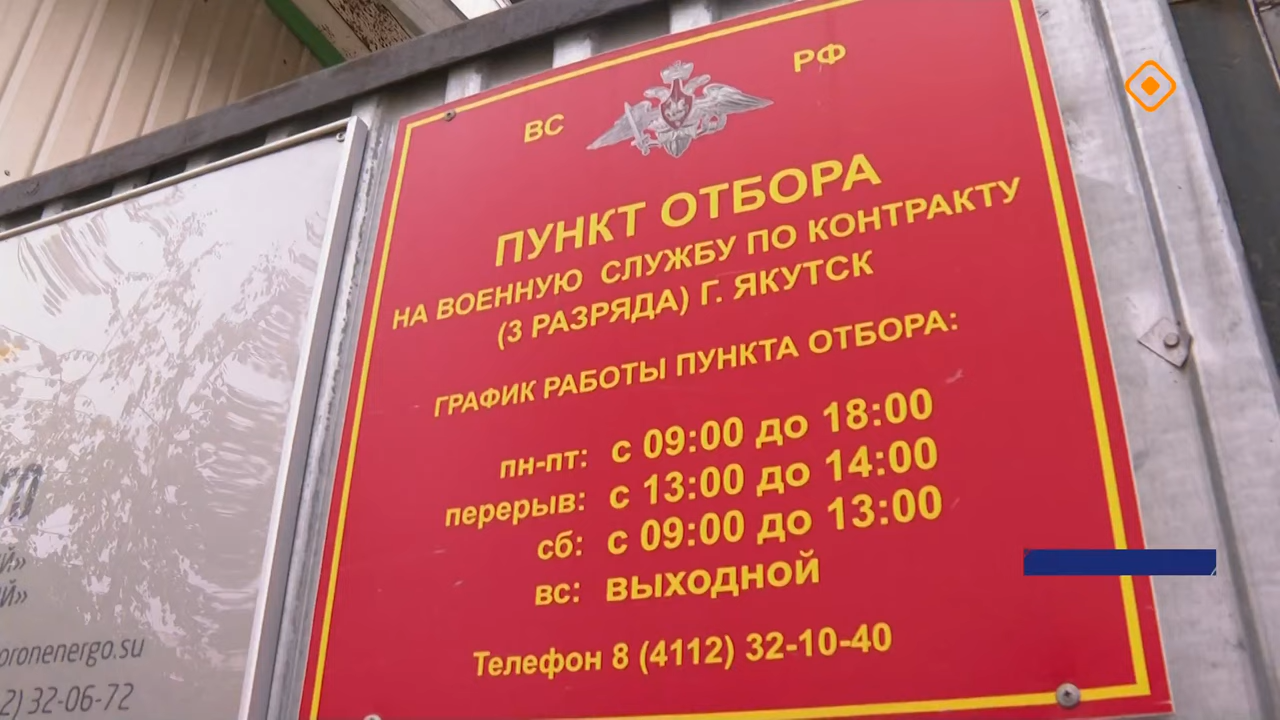 ВС РФ
ПУНКТ ОТБОРА
НА ВОЕННУЮ СЛУЖБУ ПО КОНТРАКТУ
(3 РАЗРЯДА) Г. ЯКУТСК
ГРАФИК РАБОТЫ ПУНКТА ОТБОРА:
пн-пт: с 09:00 до 18:00
перерыв: с 13:00 до 14:00
сб: с 09:00 до 13:00
вс: выходной
Телефон 8 (4112) 32-10-40
oronenergo.su
2) 32-06-72